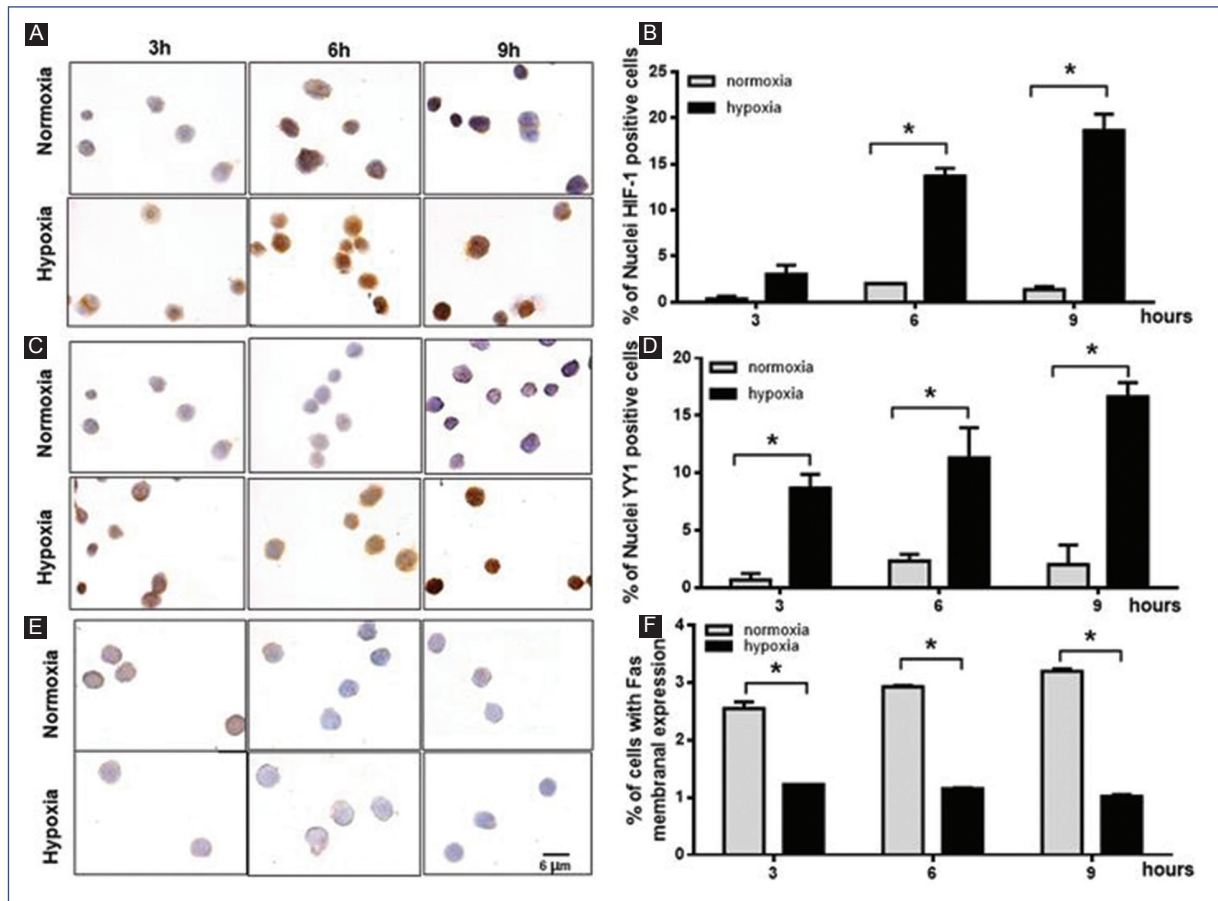 A
3h
6h
9h
Normoxia
Hypoxia
B
% of Nuclei HIF-1 positive cells
25
20
15
10
5
0
normoxia
hypoxia
*
*
3
6
9
hours
C
Normoxia
Hypoxia
D
% of Nuclei YY1 positive cells
20
15
10
5
0
normoxia
hypoxia
*
*
*
3
6
9
hours
E
Normoxia
Hypoxia
6 µm
F
% of cells with Fas
membranal expression
4
3
2
1
0
normoxia
hypoxia
*
*
*
3
6
9
hours